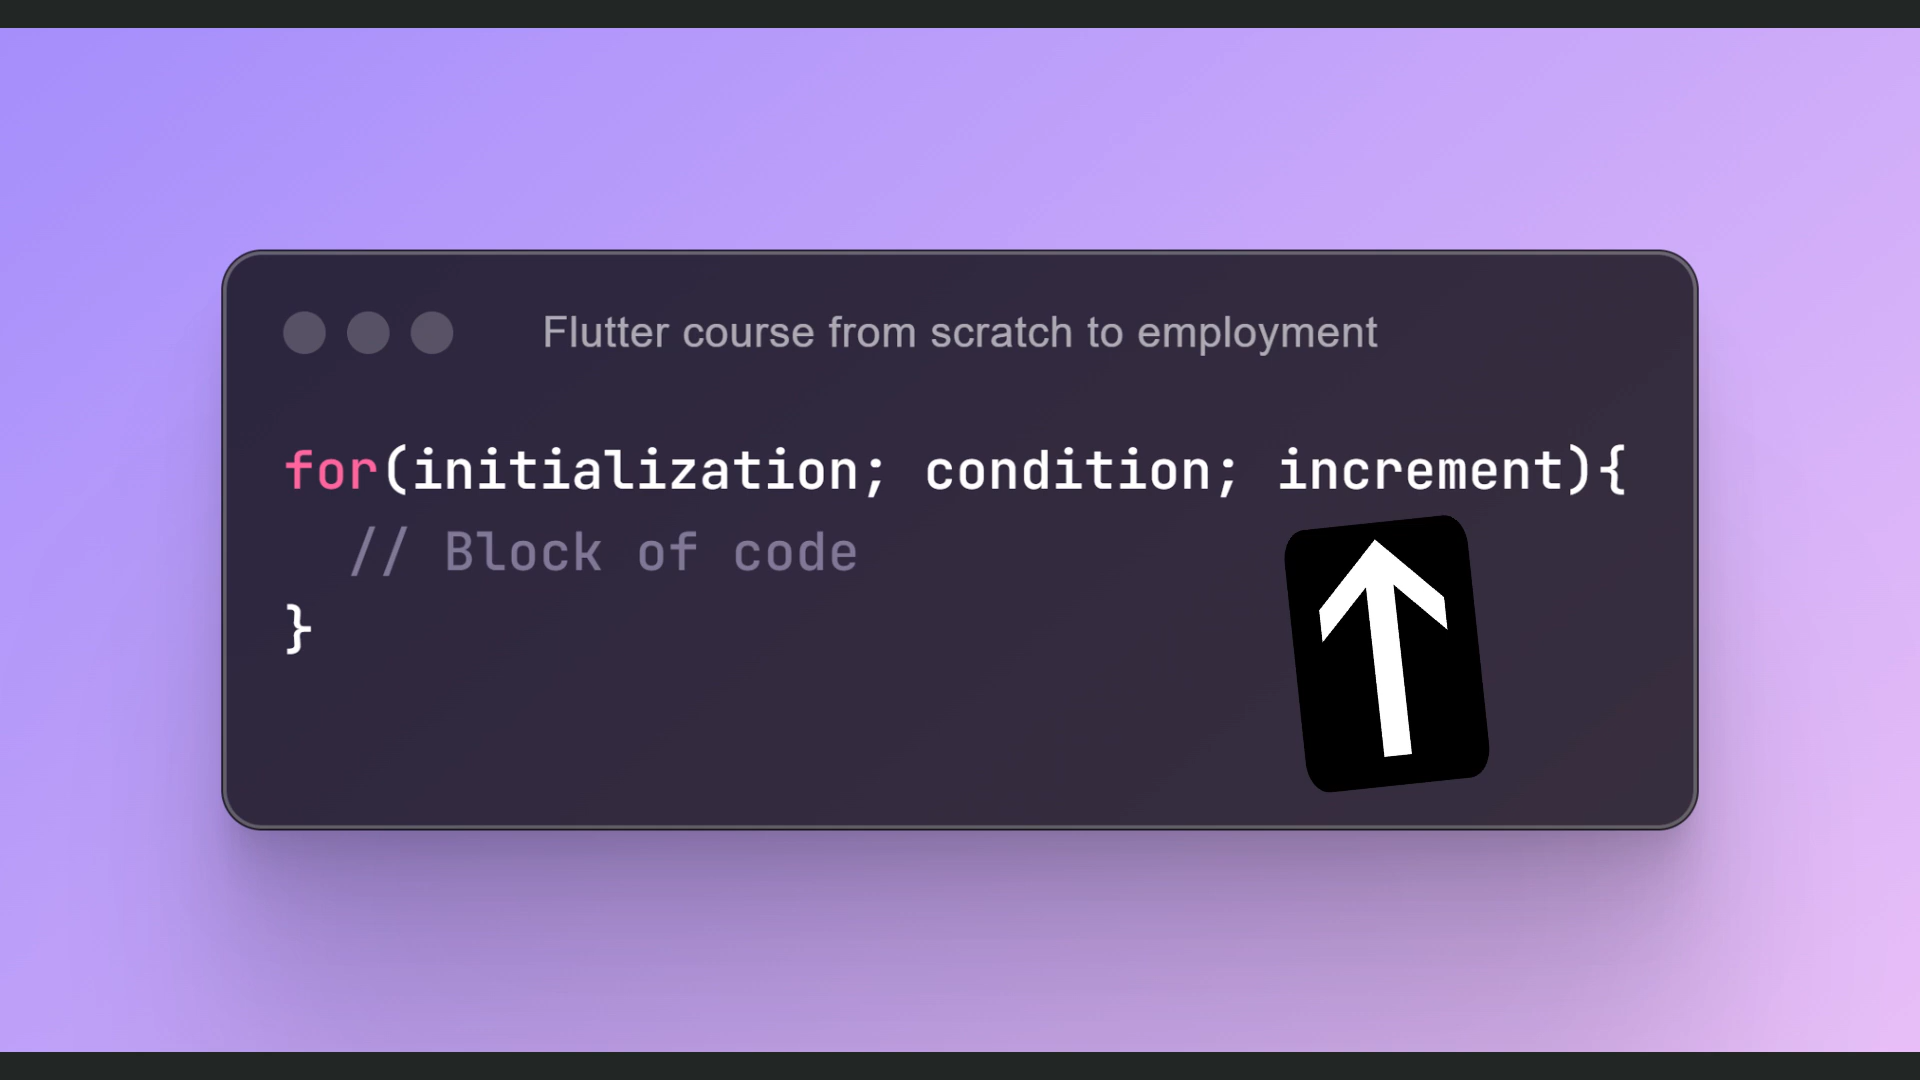 Flutter course from scratch to employment
for(initialization; condition; increment){
// Block of code
}